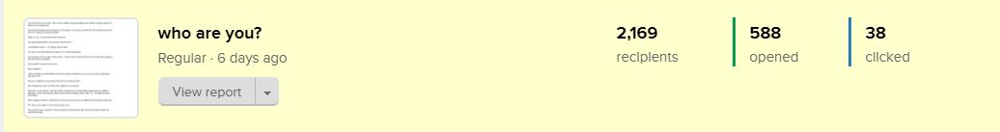 who are you?
Regular · 6 days ago
View report
2,169
recipients
588
opened
38
clicked